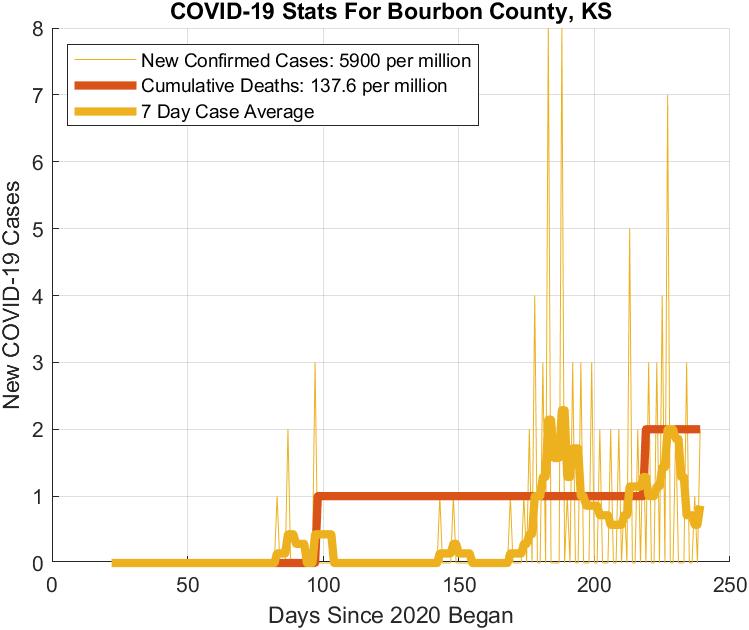 COVID-19 Stats For Bourbon County, KS
New Confirmed Cases: 5900 per million
Cumulative Deaths: 137.6 per million
7 Day Case Average
New COVID-19 Cases
8
7
6
5
4
3
2
1
0
0 50 100 150 200 250
Days Since 2020 Began